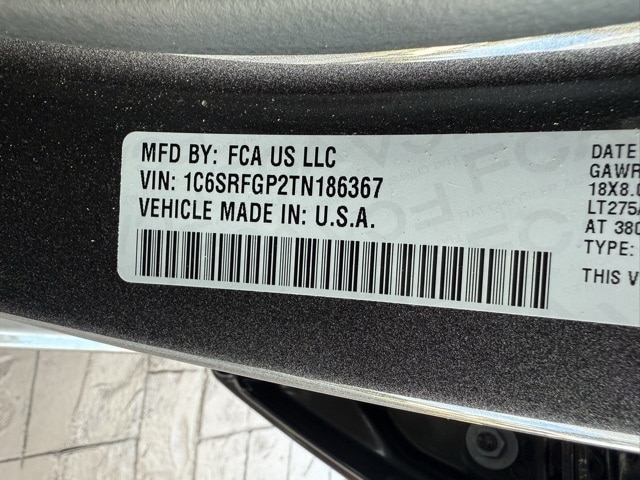 MFD BY: FCA US LLC
VIN: 1C6SRFGP2TN186367
VEHICLE MADE IN: U.S.A.
DATE
GAWR
18X8.0
LT275/
AT 380
TYPE:
THIS V